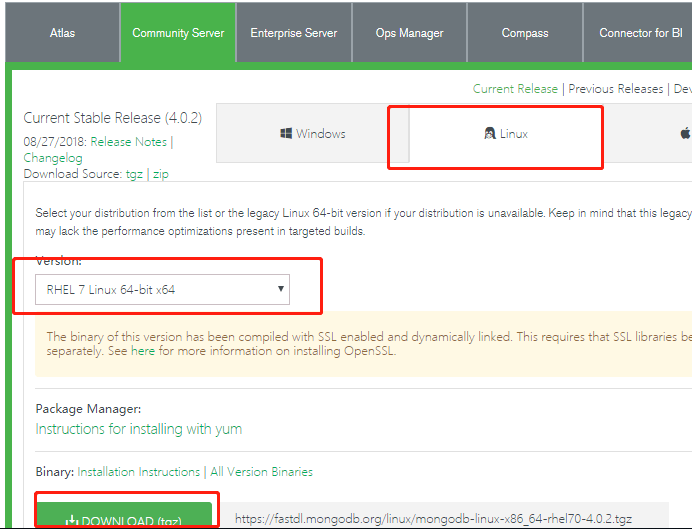 Atlas
Community Server
Enterprise Server
Ops Manager
Compass
Connector for BI
Current Release | Previous Releases | Dev
Current Stable Release (4.0.2)
08/27/2018: Release Notes |
Changelog
Download Source: tgz | zip
Windows
Linux
Select your distribution from the list or the legacy Linux 64-bit version if your distribution is unavailable. Keep in mind that this legacy
may lack the performance optimizations present in targeted builds.
Version:
RHEL 7 Linux 64-bit x64
The binary of this version has been compiled with SSL enabled and dynamically linked. This requires that SSL libraries be
separately. See here for more information on installing OpenSSL.
Package Manager:
Instructions for installing with yum
Binary: Installation Instructions | All Version Binaries
DOWNLOAD (tgz)
https://fastdl.mongodb.org/linux/mongodb-linux-x86_64-rhel70-4.0.2.tgz